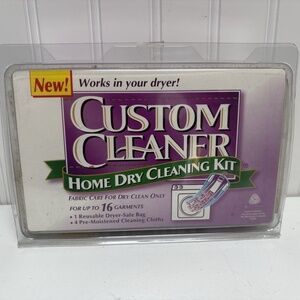 New!
Works in your dryer!
CUSTOM
CLEANER
HOME DRY CLEANING KIT
FABRIC CARE FOR DRY CLEAN ONLY
FOR UP TO 16 GARMENTS
• 1 Reusable Dryer-Safe Bag
• 4 Pre-Moistened Cleaning Cloths